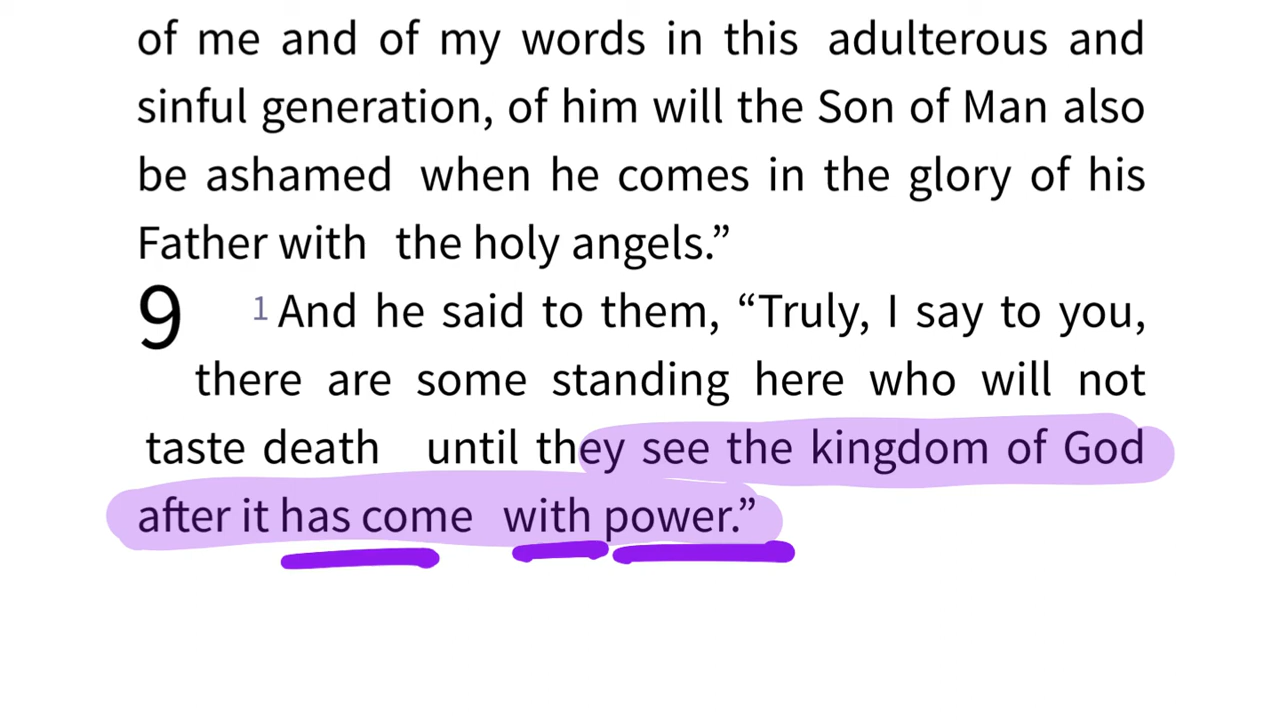 of me and of my words in this adulterous and
sinful generation, of him will the Son of Man also
be ashamed when he comes in the glory of his
Father with the holy angels.”
9 1 And he said to them, “Truly, I say to you,
there are some standing here who will not
taste death until they see the kingdom of God
after it has come with power.”